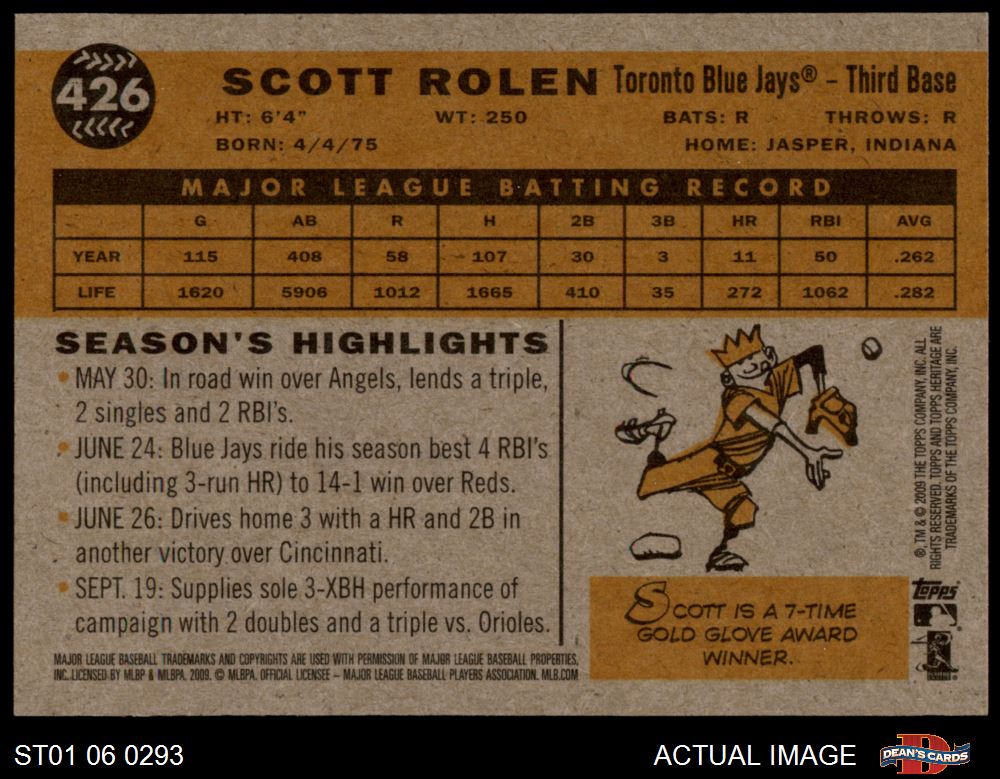 426
SCOTT ROLEN Toronto Blue Jays® – Third Base
HT: 6'4" WT: 250 BATS: R THROWS: R
BORN: 4/4/75 HOME: JASPER, INDIANA
MAJOR LEAGUE BATTING RECORD
G AB R H 2B 3B HR RBI AVG
YEAR 115 408 58 107 30 3 11 50 .262
LIFE 1620 5906 1012 1665 410 35 272 1062 .282
SEASON'S HIGHLIGHTS
• MAY 30: In road win over Angels, lends a triple,
2 singles and 2 RBI's.
• JUNE 24: Blue Jays ride his season best 4 RBI's
(including 3-run HR) to 14-1 win over Reds.
• JUNE 26: Drives home 3 with a HR and 2B in
another victory over Cincinnati.
• SEPT. 19: Supplies sole 3-XBH performance of
campaign with 2 doubles and a triple vs. Orioles.
MAJOR LEAGUE BASEBALL TRADEMARKS AND COPYRIGHTS ARE USED WITH PERMISSION OF MAJOR LEAGUE BASEBALL PROPERTIES,
INC. LICENSED BY MLBP & MLBPA, 2009. © MLBPA, OFFICIAL LICENSEE – MAJOR LEAGUE BASEBALL PLAYERS ASSOCIATION. MLB.COM
SCOTT IS A 7-TIME
GOLD GLOVE AWARD
WINNER.
®, TM & © 2009 THE TOPPS COMPANY, INC. ALL
RIGHTS RESERVED. TOPPS AND TOPPS HERITAGE ARE
TRADEMARKS OF THE TOPPS COMPANY, INC.
topps®
ST01 06 0293
ACTUAL IMAGE
DEAN'S CARDS